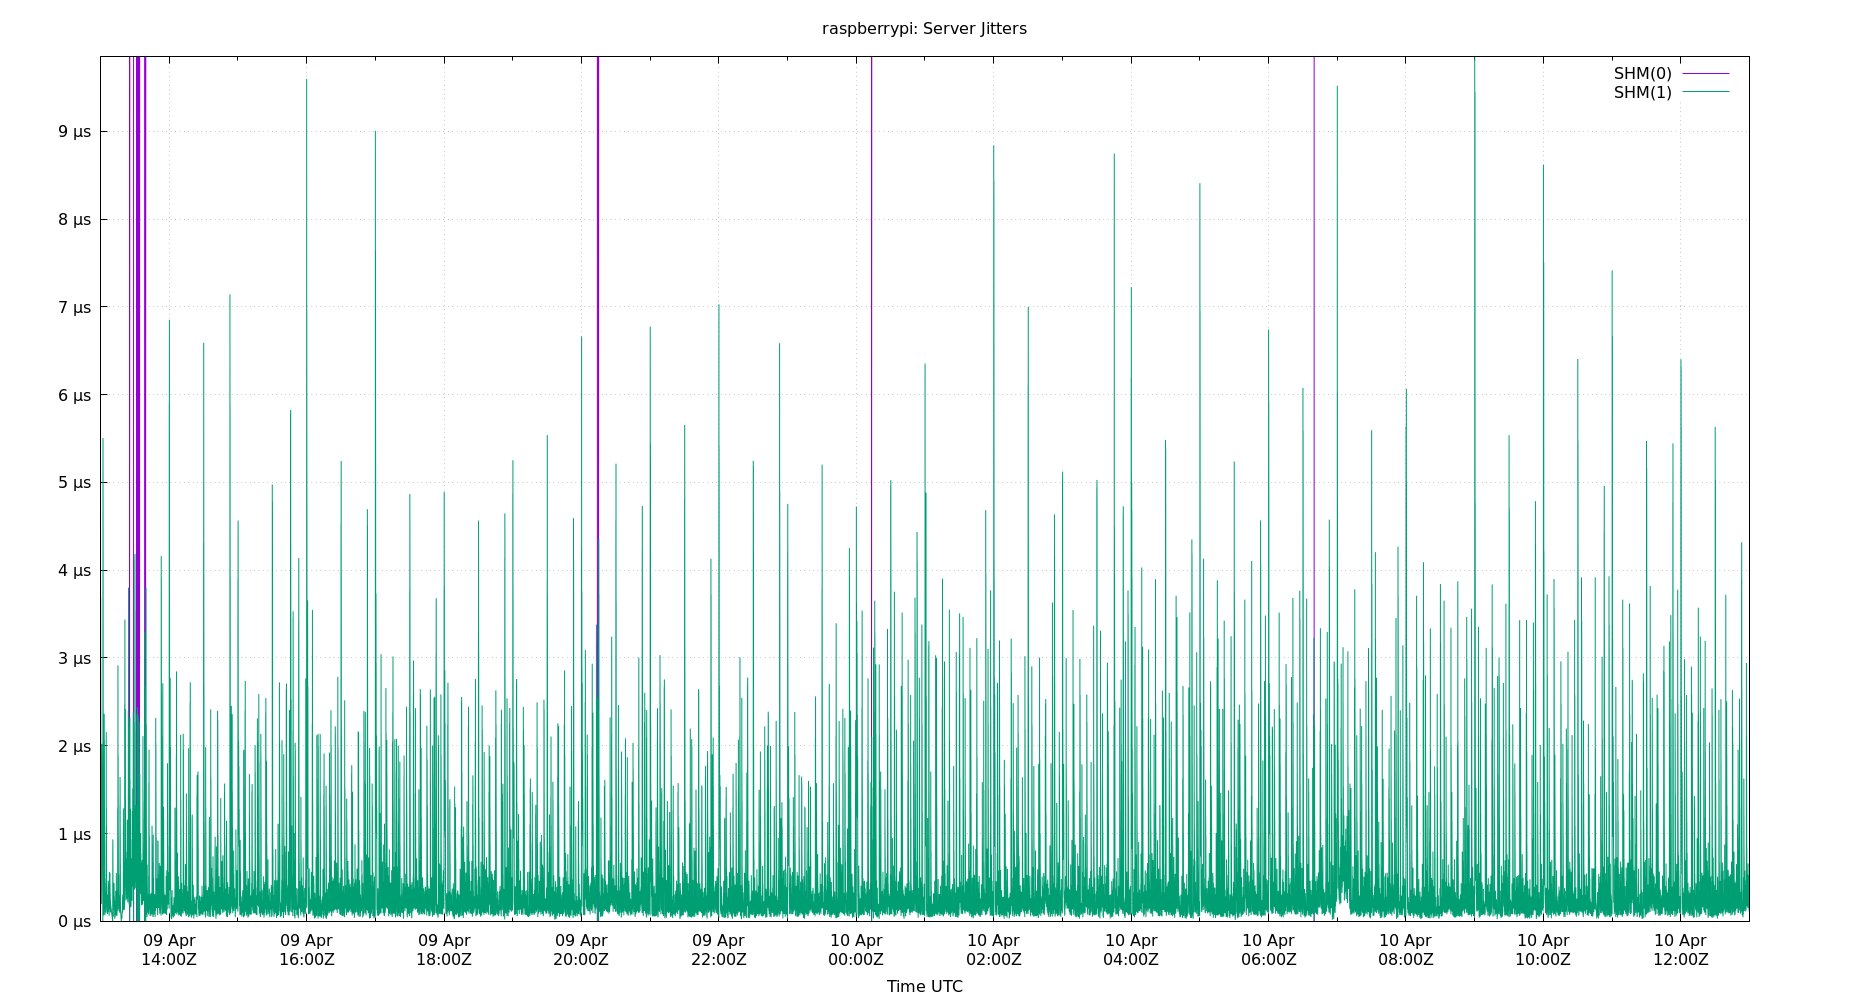 raspberrypi: Server Jitters
SHM(0)
SHM(1)
9 µs
8 µs
7 µs
6 µs
5 µs
4 µs
3 µs
2 µs
1 µs
0 µs
09 Apr 09 Apr 09 Apr 09 Apr 09 Apr 10 Apr 10 Apr 10 Apr 10 Apr 10 Apr 10 Apr 10 Apr
14:00Z 16:00Z 18:00Z 20:00Z 22:00Z 00:00Z 02:00Z 04:00Z 06:00Z 08:00Z 10:00Z 12:00Z
Time UTC